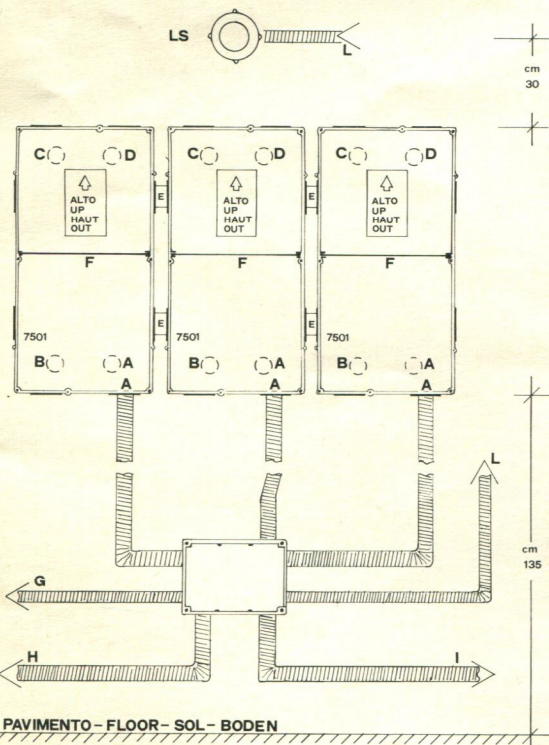 LS
L
cm
30
C D C D C D
ALTO
UP
HAUT
OUT
ALTO
UP
HAUT
OUT
ALTO
UP
HAUT
OUT
E E
F F F
E E
7501 7501 7501
B A B A B A
A A A
L
cm
135
G
H I
PAVIMENTO-FLOOR-SOL-BODEN